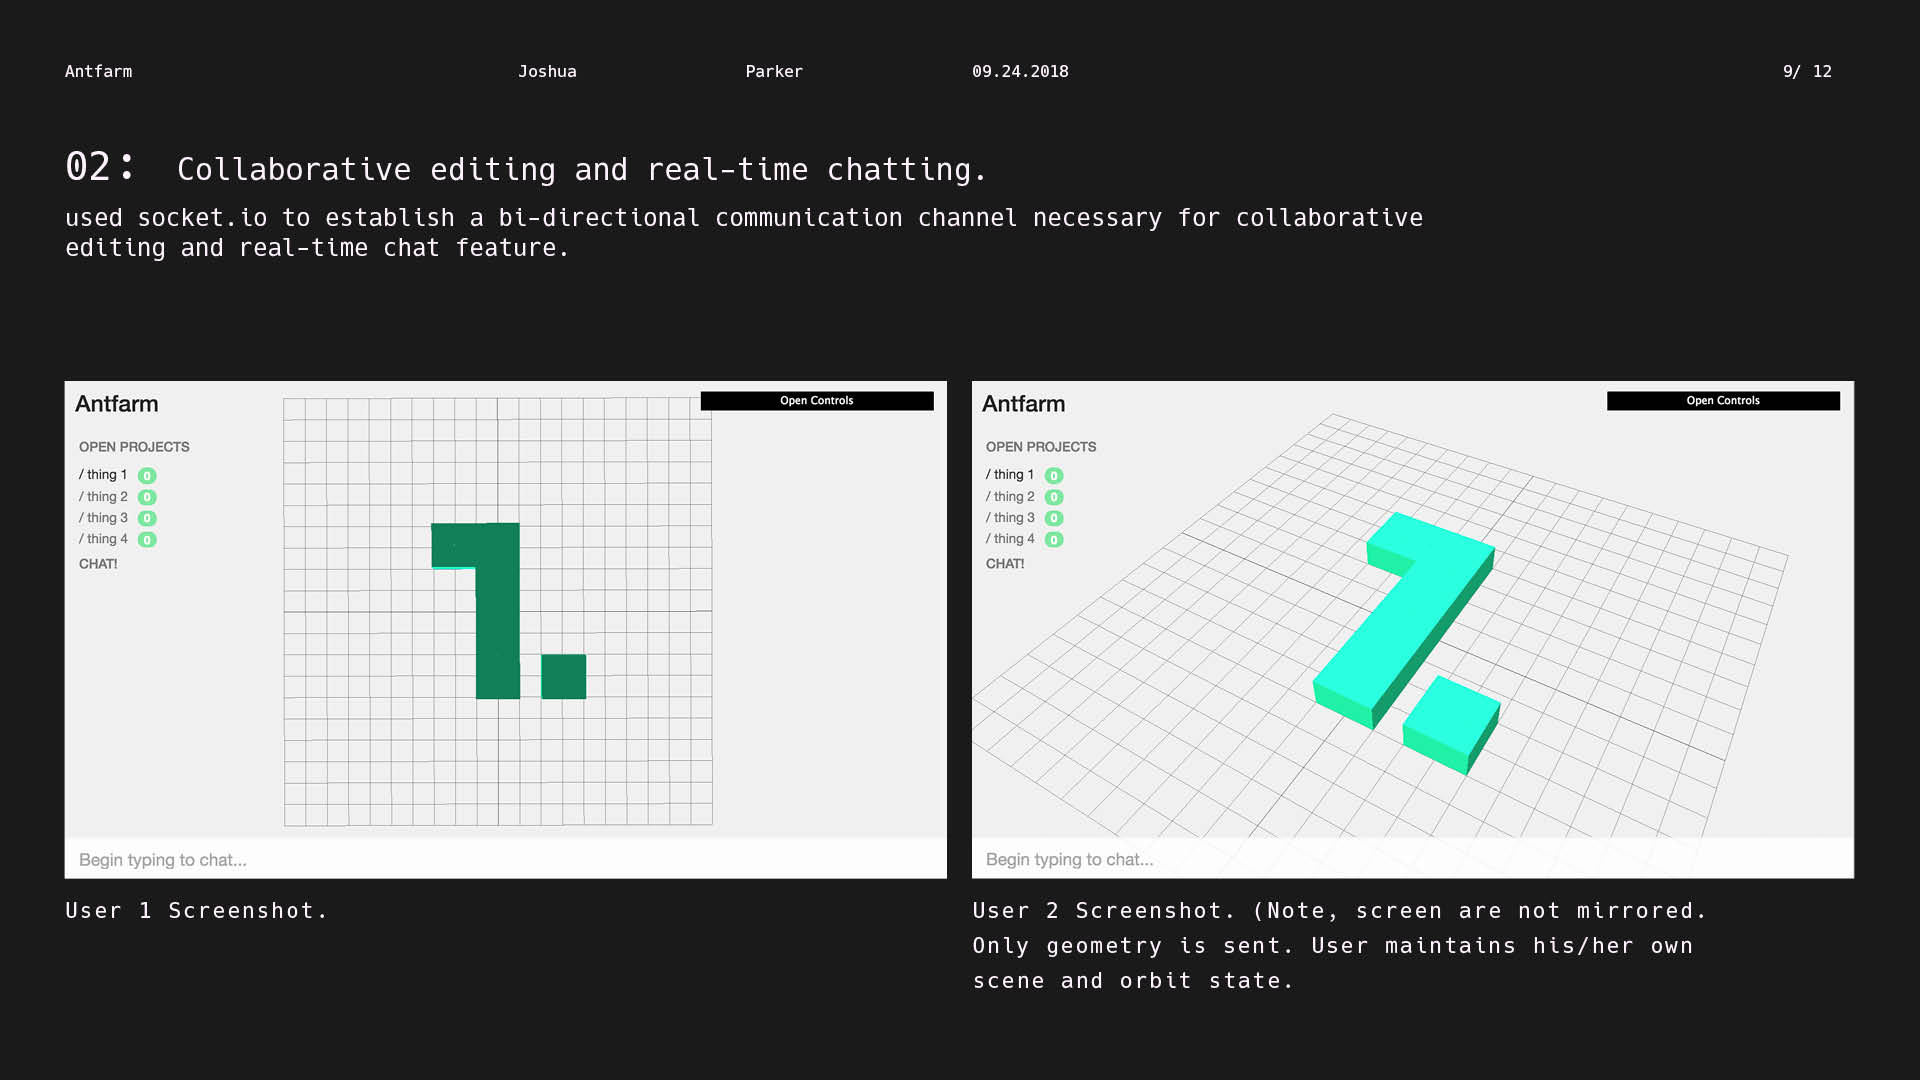 Antfarm Joshua Parker 09.24.2018 9/ 12
02: Collaborative editing and real-time chatting.
used socket.io to establish a bi-directional communication channel necessary for collaborative
editing and real-time chat feature.
Antfarm
Open Controls
OPEN PROJECTS
/ thing 1 0
/ thing 2 0
/ thing 3 0
/ thing 4 0
CHAT!
Begin typing to chat...
User 1 Screenshot.
Antfarm
Open Controls
OPEN PROJECTS
/ thing 1 0
/ thing 2 0
/ thing 3 0
/ thing 4 0
CHAT!
Begin typing to chat...
User 2 Screenshot. (Note, screen are not mirrored.
Only geometry is sent. User maintains his/her own
scene and orbit state.